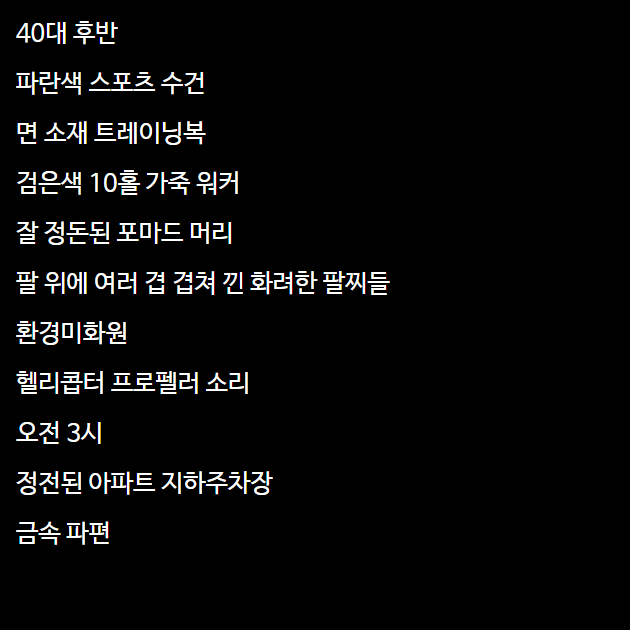 40대 후반
파란색 스포츠 수건
면 소재 트레이닝복
검은색 10홀 가죽 워커
잘 정돈된 포마드 머리
팔 위에 여러 겹 겹쳐 낀 화려한 팔찌들
환경미화원
헬리콥터 프로펠러 소리
오전 3시
정전된 아파트 지하주차장
금속 파편